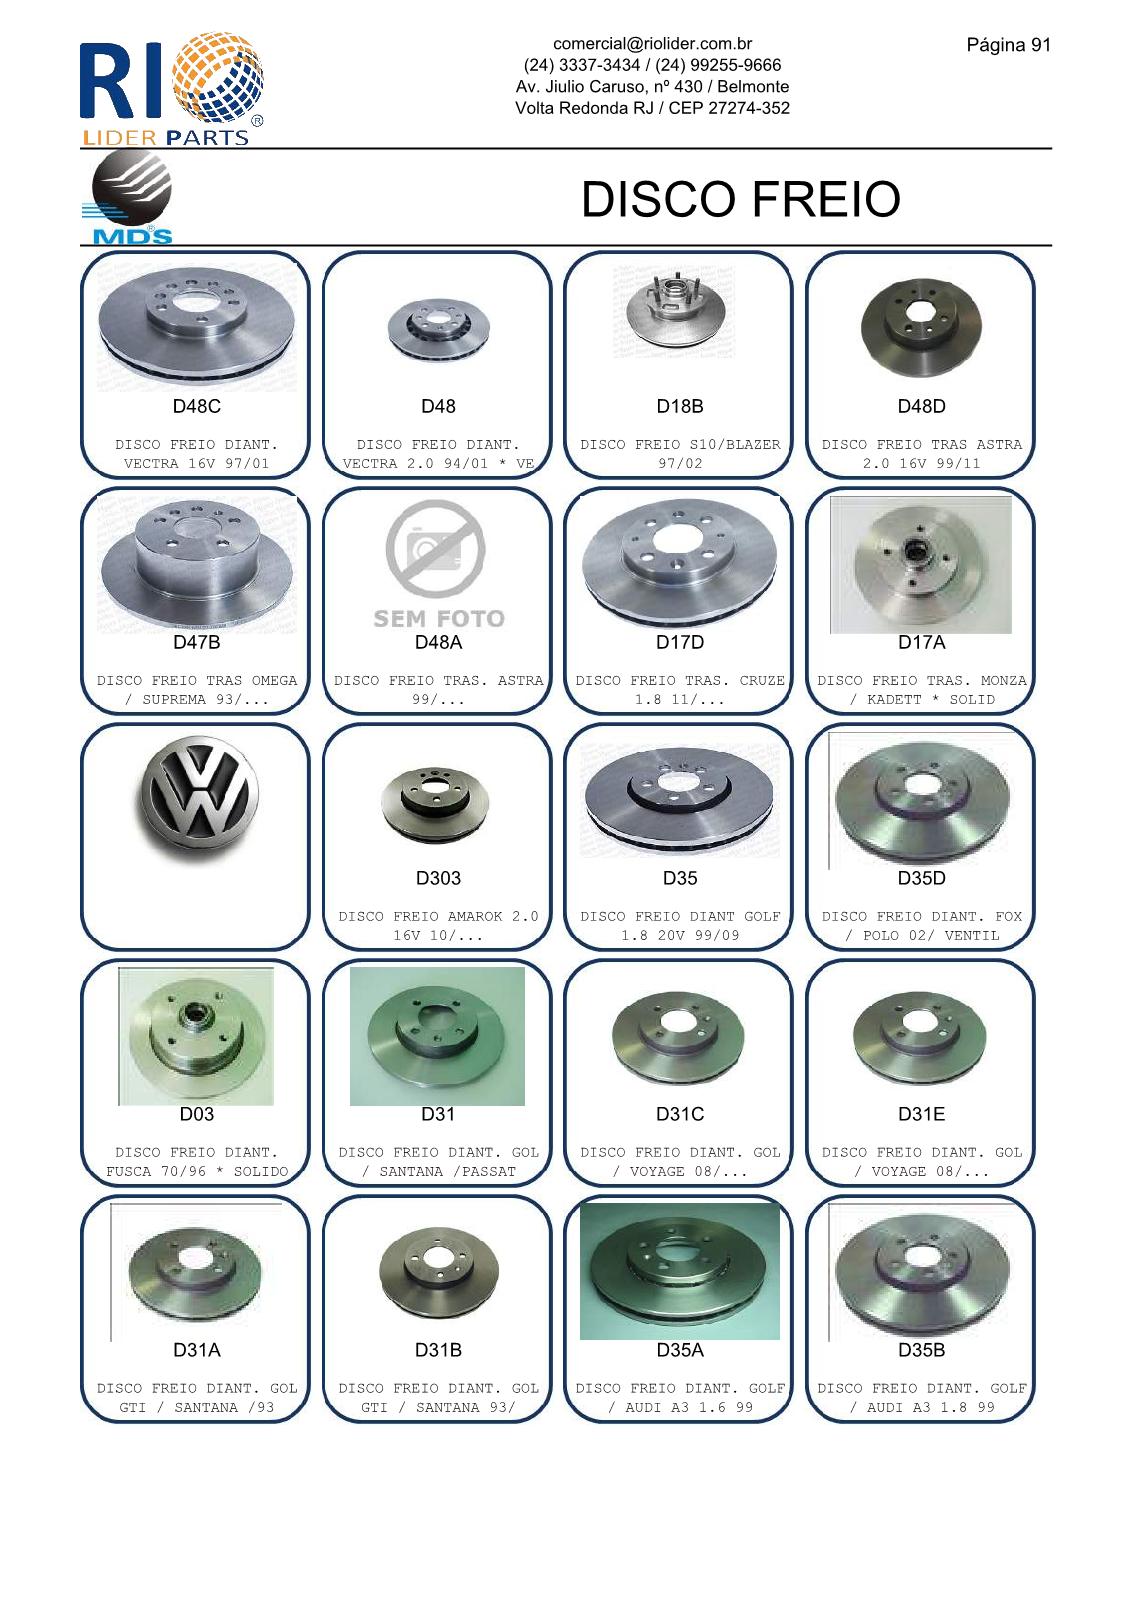 RIO
LIDER PARTS
®
comercial@riolider.com.br
(24) 3337-3434 / (24) 99255-9666
Av. Jiulio Caruso, nº 430 / Belmonte
Volta Redonda RJ / CEP 27274-352
Página 91
MDS
DISCO FREIO
D48C
DISCO FREIO DIANT.
VECTRA 16V 97/01
D48
DISCO FREIO DIANT.
VECTRA 2.0 94/01 * VE
D18B
DISCO FREIO S10/BLAZER
97/02
D48D
DISCO FREIO TRAS ASTRA
2.0 16V 99/11
D47B
DISCO FREIO TRAS OMEGA
/ SUPREMA 93/...
SEM FOTO
D48A
DISCO FREIO TRAS. ASTRA
99/...
D17D
DISCO FREIO TRAS. CRUZE
1.8 11/...
D17A
DISCO FREIO TRAS. MONZA
/ KADETT * SOLID
D303
DISCO FREIO AMAROK 2.0
16V 10/...
D35
DISCO FREIO DIANT GOLF
1.8 20V 99/09
D35D
DISCO FREIO DIANT. FOX
/ POLO 02/ VENTIL
D03
DISCO FREIO DIANT.
FUSCA 70/96 * SOLIDO
D31
DISCO FREIO DIANT. GOL
/ SANTANA /PASSAT
D31C
DISCO FREIO DIANT. GOL
/ VOYAGE 08/...
D31E
DISCO FREIO DIANT. GOL
/ VOYAGE 08/...
D31A
DISCO FREIO DIANT. GOL
GTI / SANTANA /93
D31B
DISCO FREIO DIANT. GOL
GTI / SANTANA 93/
D35A
DISCO FREIO DIANT. GOLF
/ AUDI A3 1.6 99
D35B
DISCO FREIO DIANT. GOLF
/ AUDI A3 1.8 99